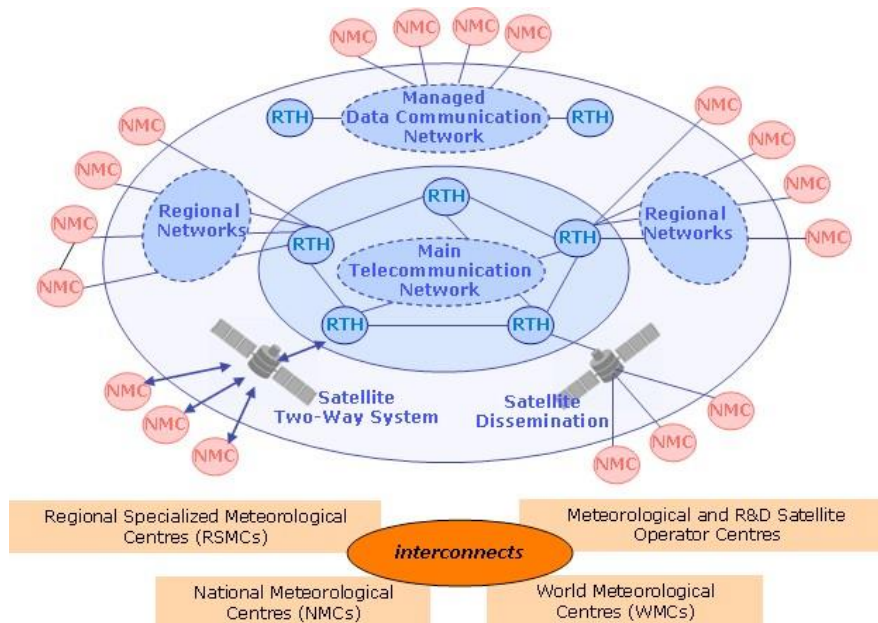 NMC
NMC
NMC
NMC
Managed
Data Communication
Network
RTH
RTH
NMC
NMC
NMC
NMC
NMC
NMC
NMC
NMC
Regional
Networks
Regional
Networks
RTH
RTH
RTH
Main
Telecommunication
Network
RTH
RTH
Satellite
Two-Way System
Satellite
Dissemination
NMC
NMC
NMC
NMC
NMC
NMC
Regional Specialized Meteorological
Centres (RSMCs)
Meteorological and R&D Satellite
Operator Centres
interconnects
National Meteorological
Centres (NMCs)
World Meteorological
Centres (WMCs)